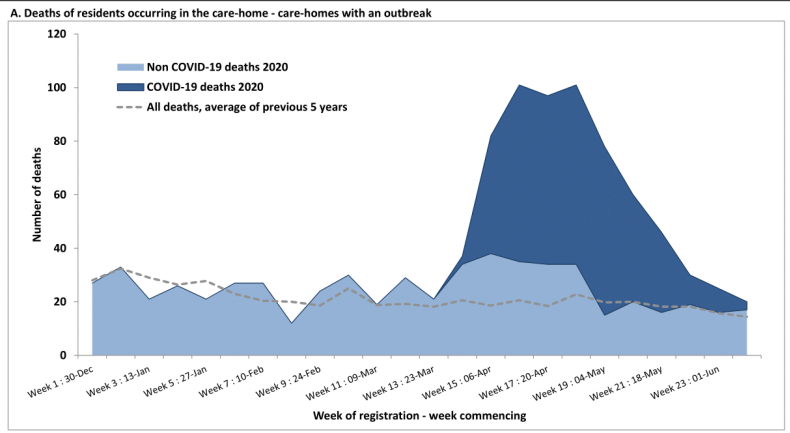 A. Deaths of residents occurring in the care-home - care-homes with an outbreak
120
100
80
60
40
20
0
Number of deaths
Non COVID-19 deaths 2020
COVID-19 deaths 2020
All deaths, average of previous 5 years
Week 1 : 30-Dec
Week 3 : 13-Jan
Week 5 : 27-Jan
Week 7 : 10-Feb
Week 9 : 24-Feb
Week 11 : 09-Mar
Week 13 : 23-Mar
Week 15 : 06-Apr
Week 17 : 20-Apr
Week 19 : 04-May
Week 21 : 18-May
Week 23 : 01-Jun
Week of registration - week commencing